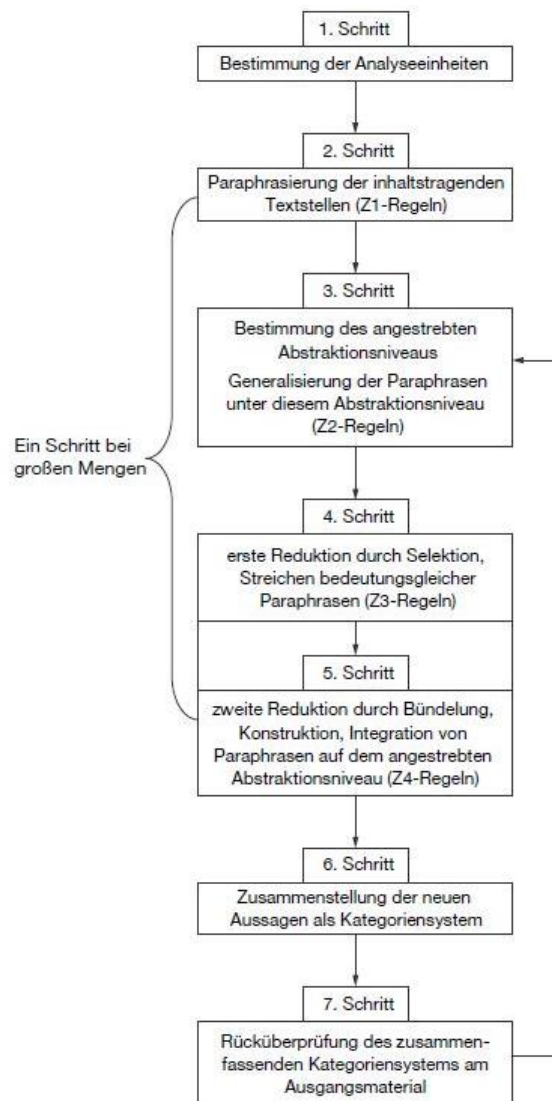 1. Schritt
Bestimmung der Analyseeinheiten
2. Schritt
Paraphrasierung der inhaltstragenden
Textstellen (Z1-Regeln)
3. Schritt
Bestimmung des angestrebten
Abstraktionsniveaus
Generalisierung der Paraphrasen
unter diesem Abstraktionsniveau
(Z2-Regeln)
Ein Schritt bei
großen Mengen
4. Schritt
erste Reduktion durch Selektion,
Streichen bedeutungsgleicher
Paraphrasen (Z3-Regeln)
5. Schritt
zweite Reduktion durch Bündelung,
Konstruktion, Integration von
Paraphrasen auf dem angestrebten
Abstraktionsniveau (Z4-Regeln)
6. Schritt
Zusammenstellung der neuen
Aussagen als Kategoriensystem
7. Schritt
Rücküberprüfung des zusammen-
fassenden Kategoriensystems am
Ausgangsmaterial